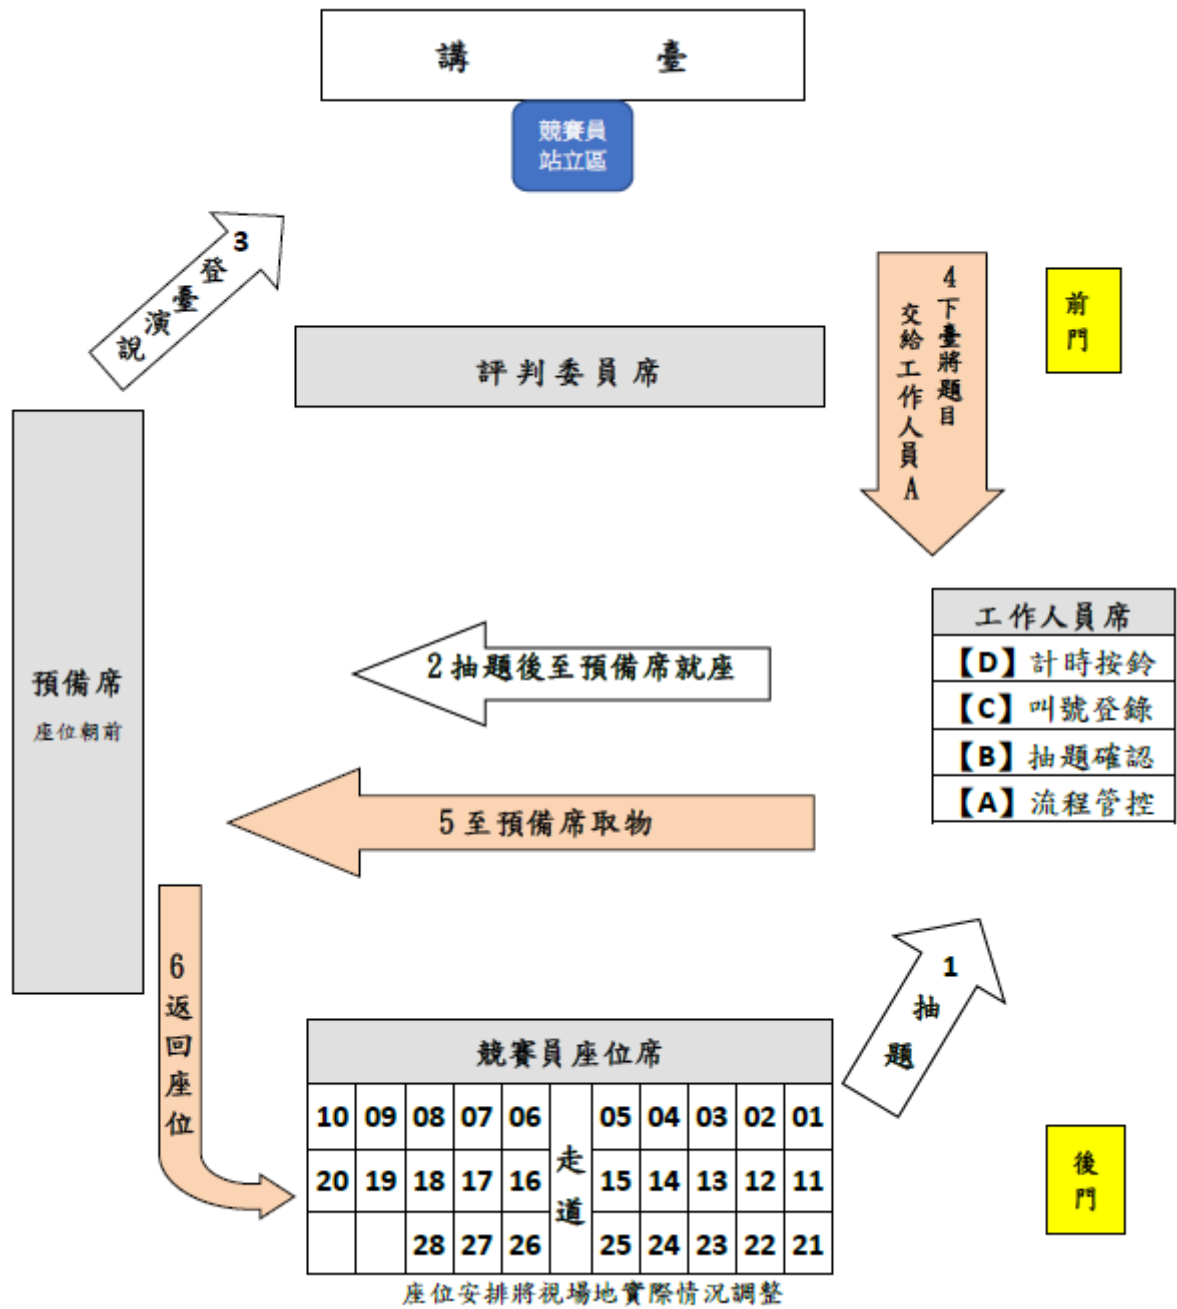 講 臺
競賽員
站立區
3
登臺演說
4下臺將題目
交給工作人員A
前門
評判委員席
預備席
座位朝前
2抽題後至預備席就座
工作人員席
【D】計時按鈴
【C】叫號登錄
【B】抽題確認
【A】流程管控
5至預備席取物
6返回座位
1
抽題
競賽員座位席
10 09 08 07 06 走道 05 04 03 02 01
20 19 18 17 16 15 14 13 12 11
28 27 26 25 24 23 22 21
後門
座位安排將視場地實際情況調整